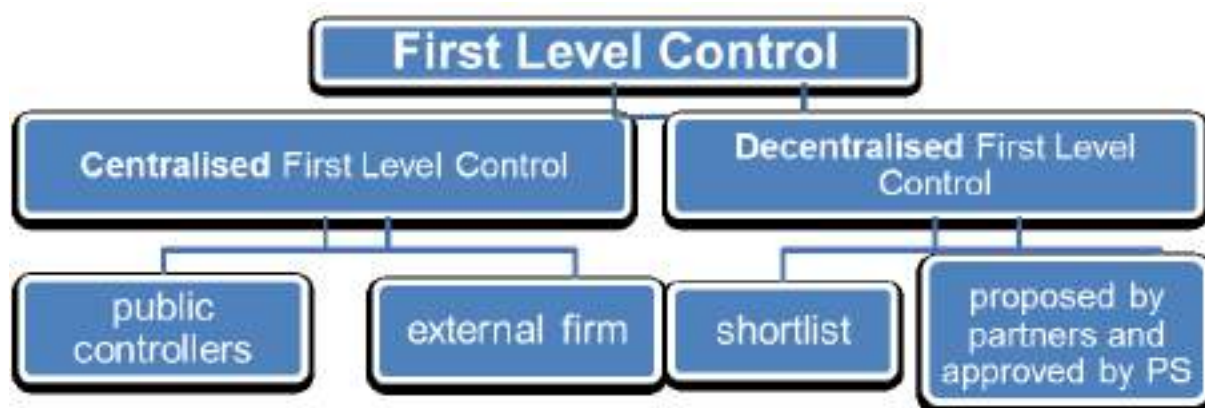 First Level Control
Centralised First Level Control
Decentralised First Level
Control
public
controllers
external firm
shortlist
proposed by
partners and
approved by PS